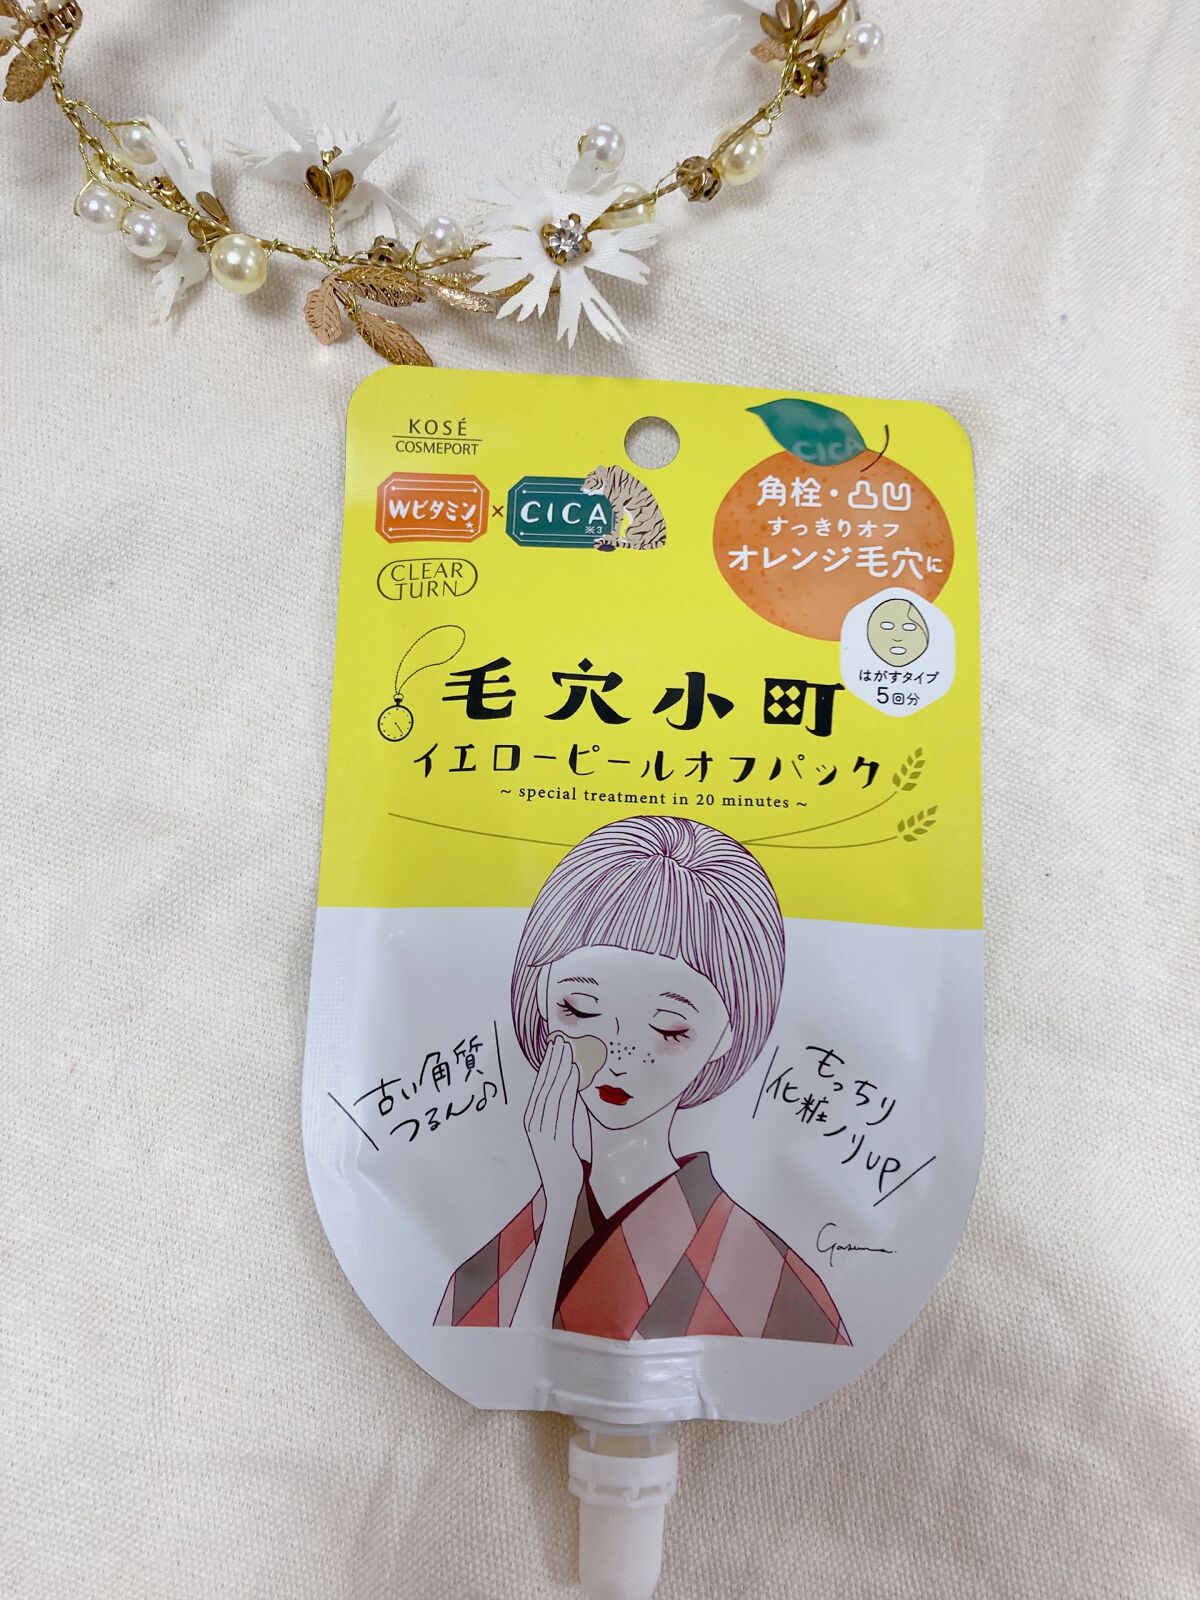 KOSÉ
COSMEPORT
Wビタミン × CICA ※3
CLEAR
TURN
CICA
角栓・凸凹
すっきりオフ
オレンジ毛穴に
はがすタイプ
5回分
毛穴小町
イエローピールオフパック
~ special treatment in 20 minutes ~
古い角質
つるん♪
もっちり
化粧ノリUP